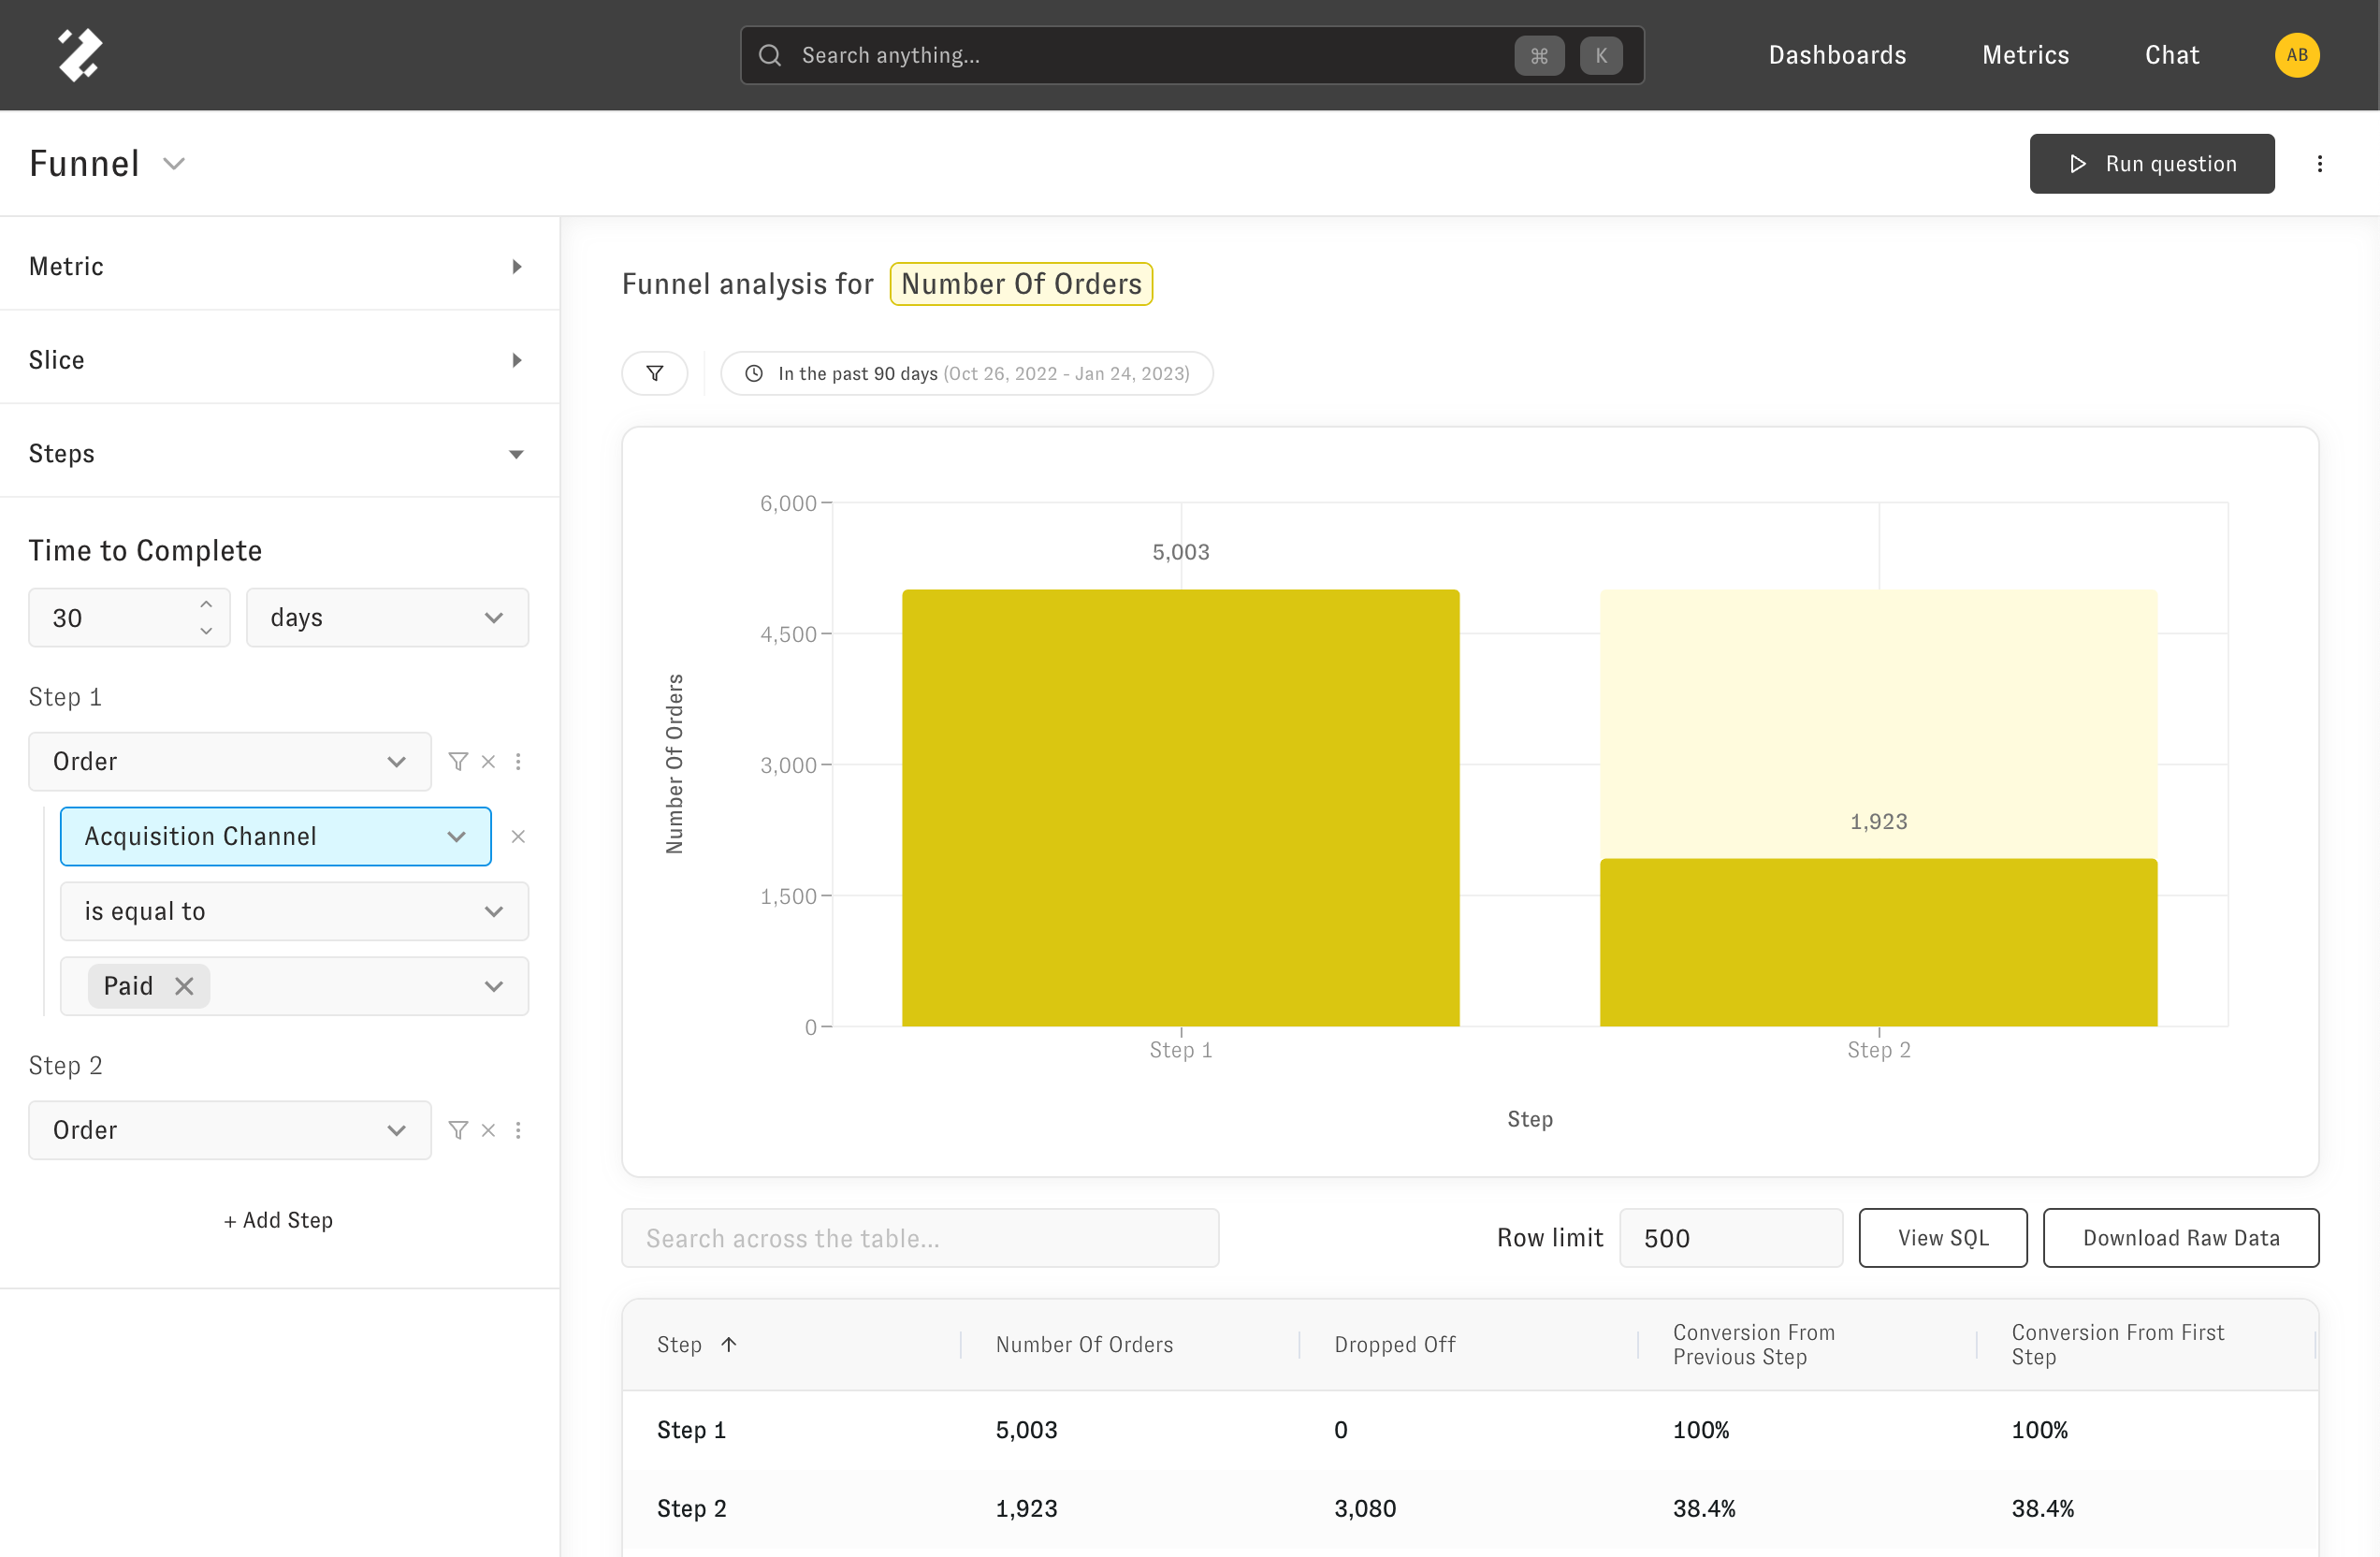 Search anything...
⌘
K
Dashboards
Metrics
Chat
AB
Funnel
Run question
Metric
Slice
Steps
Time to Complete
30
days
Step 1
Order
Acquisition Channel
is equal to
Paid
Step 2
Order
+ Add Step
Funnel analysis for Number Of Orders
In the past 90 days (Oct 26, 2022 - Jan 24, 2023)
6,000
4,500
3,000
1,500
0
Number Of Orders
5,003
1,923
Step 1
Step 2
Step
Search across the table...
Row limit
500
View SQL
Download Raw Data
Step
Number Of Orders
Dropped Off
Conversion From
Previous Step
Conversion From First
Step
Step 1 5,003 0 100% 100%
Step 2 1,923 3,080 38.4% 38.4%